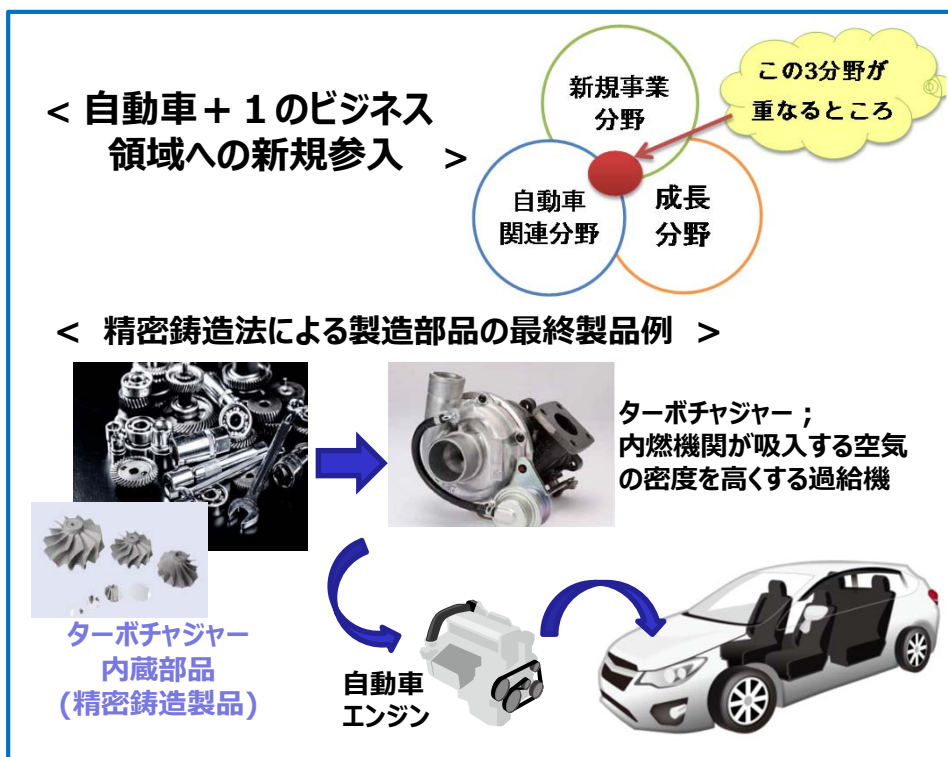 < 自動車+1のビジネス
領域への新規参入 >
新規事業
分野
この3分野が
重なるところ
自動車
関連分野
成長
分野
< 精密鋳造法による製造部品の最終製品例 >
ターボチャジャー;
内燃機関が吸入する空気
の密度を高くする過給機
ターボチャジャー
内蔵部品
(精密鋳造製品)
自動車
エンジン